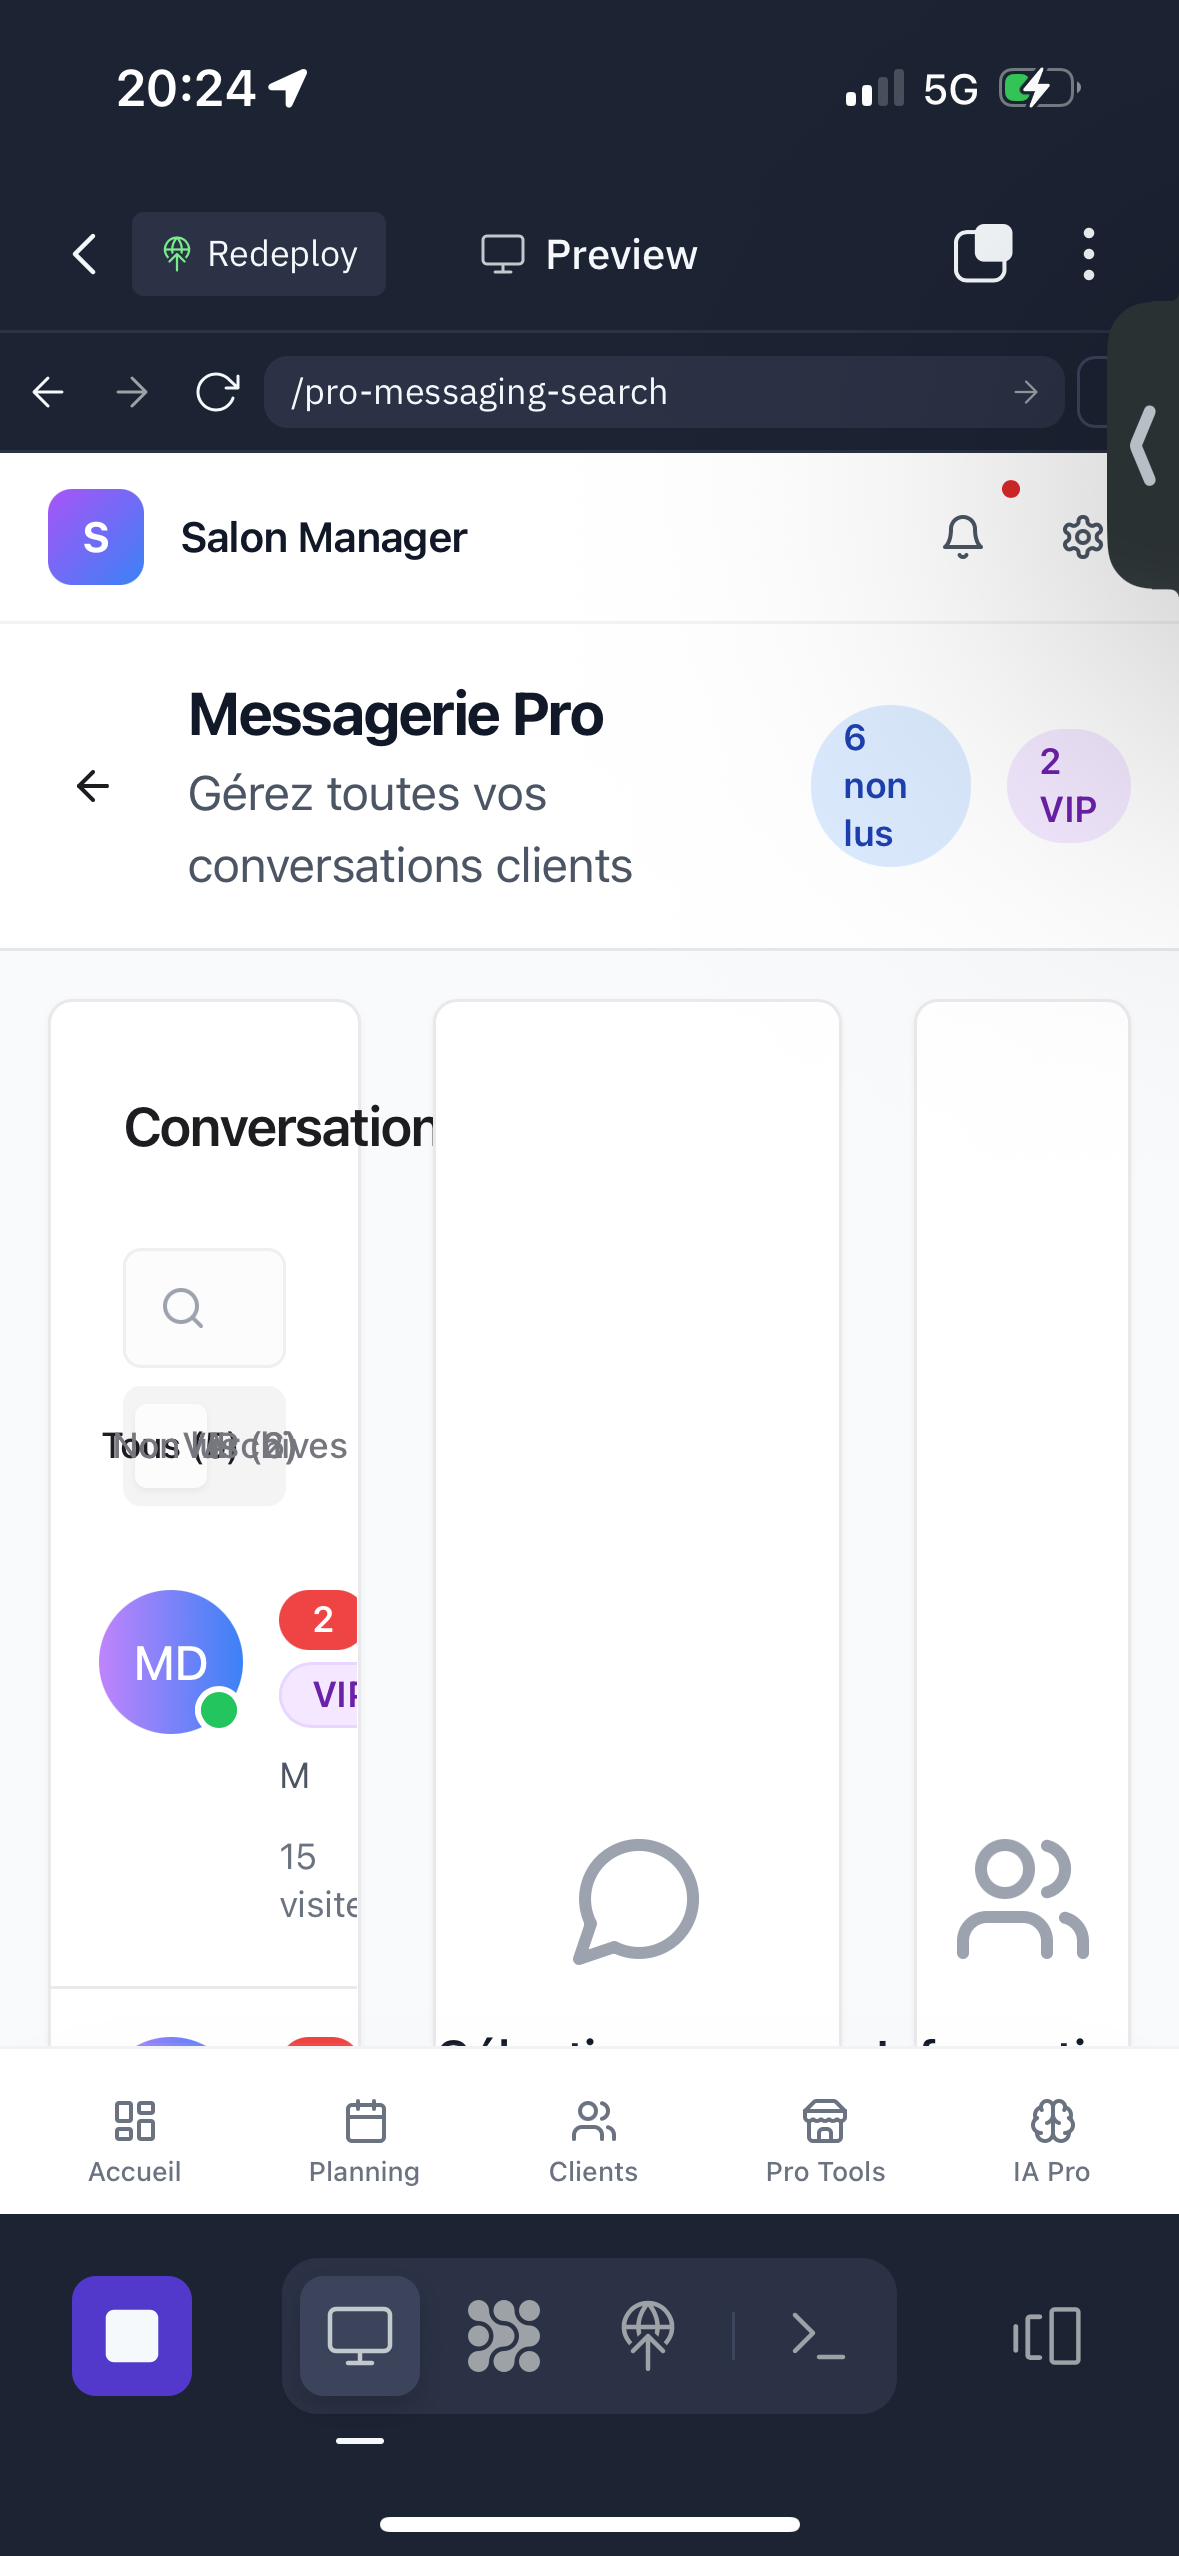 20:24
5G
Redeploy
Preview
/pro-messaging-search
S
Salon Manager
Messagerie Pro
Gérez toutes vos
conversations clients
6
non
lus
2
VIP
Conversation
Tous
MD
2
VIP
M
15
visite
Accueil
Planning
Clients
Pro Tools
IA Pro